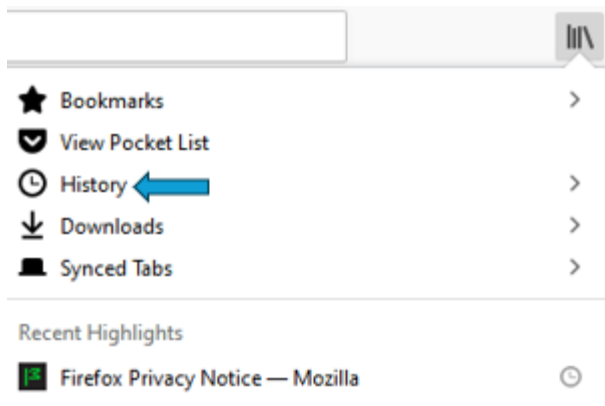 Bookmarks
View Pocket List
History
Downloads
Synced Tabs
Recent Highlights
Firefox Privacy Notice — Mozilla